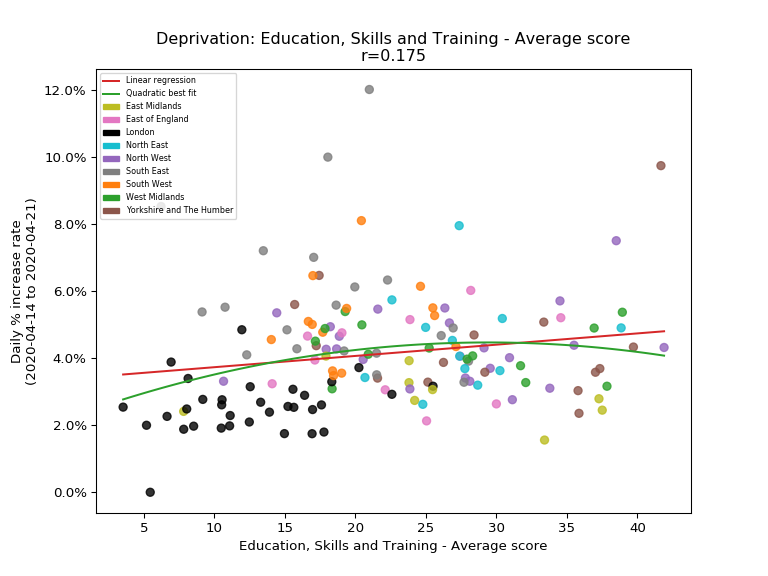 Deprivation: Education, Skills and Training - Average score
r=0.175
Daily % increase rate
(2020-04-14 to 2020-04-21)
12.0%
10.0%
8.0%
6.0%
4.0%
2.0%
0.0%
Linear regression
Quadratic best fit
East Midlands
East of England
London
North East
North West
South East
South West
West Midlands
Yorkshire and The Humber
5 10 15 20 25 30 35 40
Education, Skills and Training - Average score